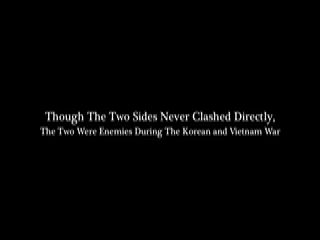 Though The Two Sides Never Clashed Directly,
The Two Were Enemies During The Korean and Vietnam War